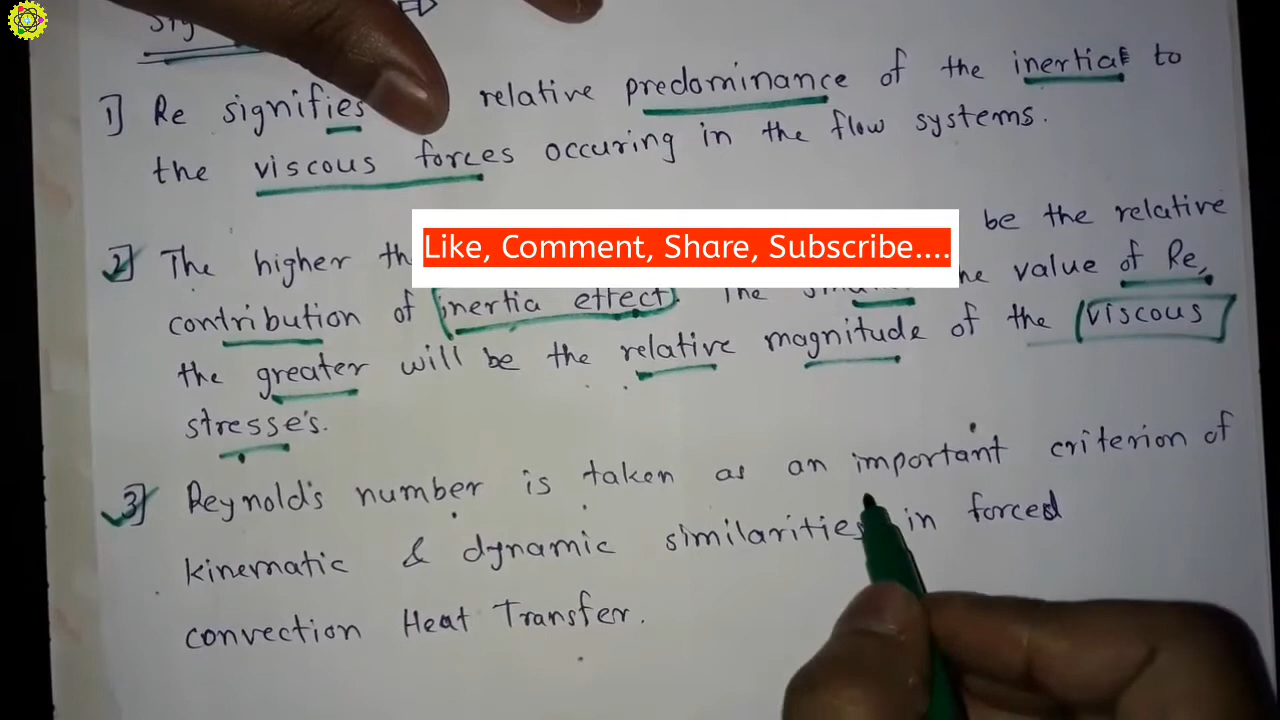 1] Re signifies relative predominance of the inertial to
the viscous forces occuring in the flow systems.
2] The higher be the relative
Like, Comment, Share, Subscribe....
contribution of inertia effect. The value of Re,
the greater will be the relative magnitude of the viscous
stresses.
3] Reynold's number is taken as an important criterion of
kinematic & dynamic similarities in forced
convection Heat Transfer.